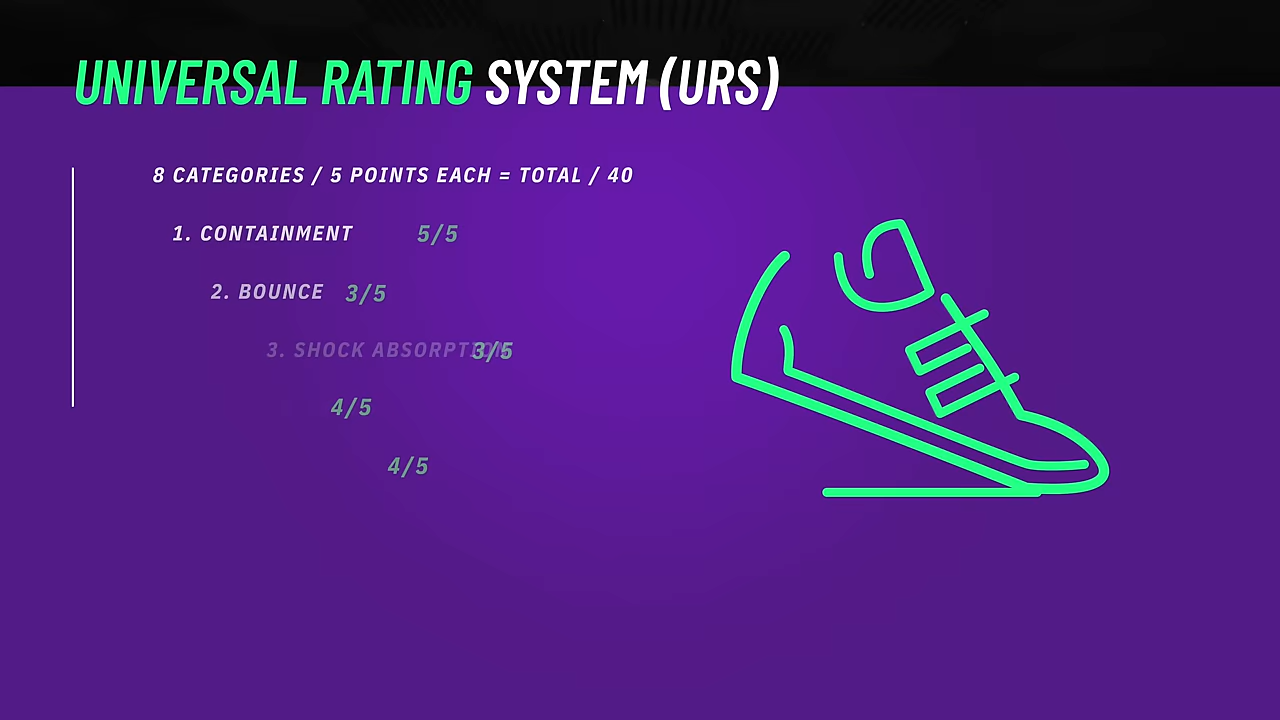 UNIVERSAL RATING SYSTEM (URS)
8 CATEGORIES / 5 POINTS EACH = TOTAL / 40
1. CONTAINMENT 5/5
2. BOUNCE 3/5
3. SHOCK ABSORPTION 3/5
4/5
4/5